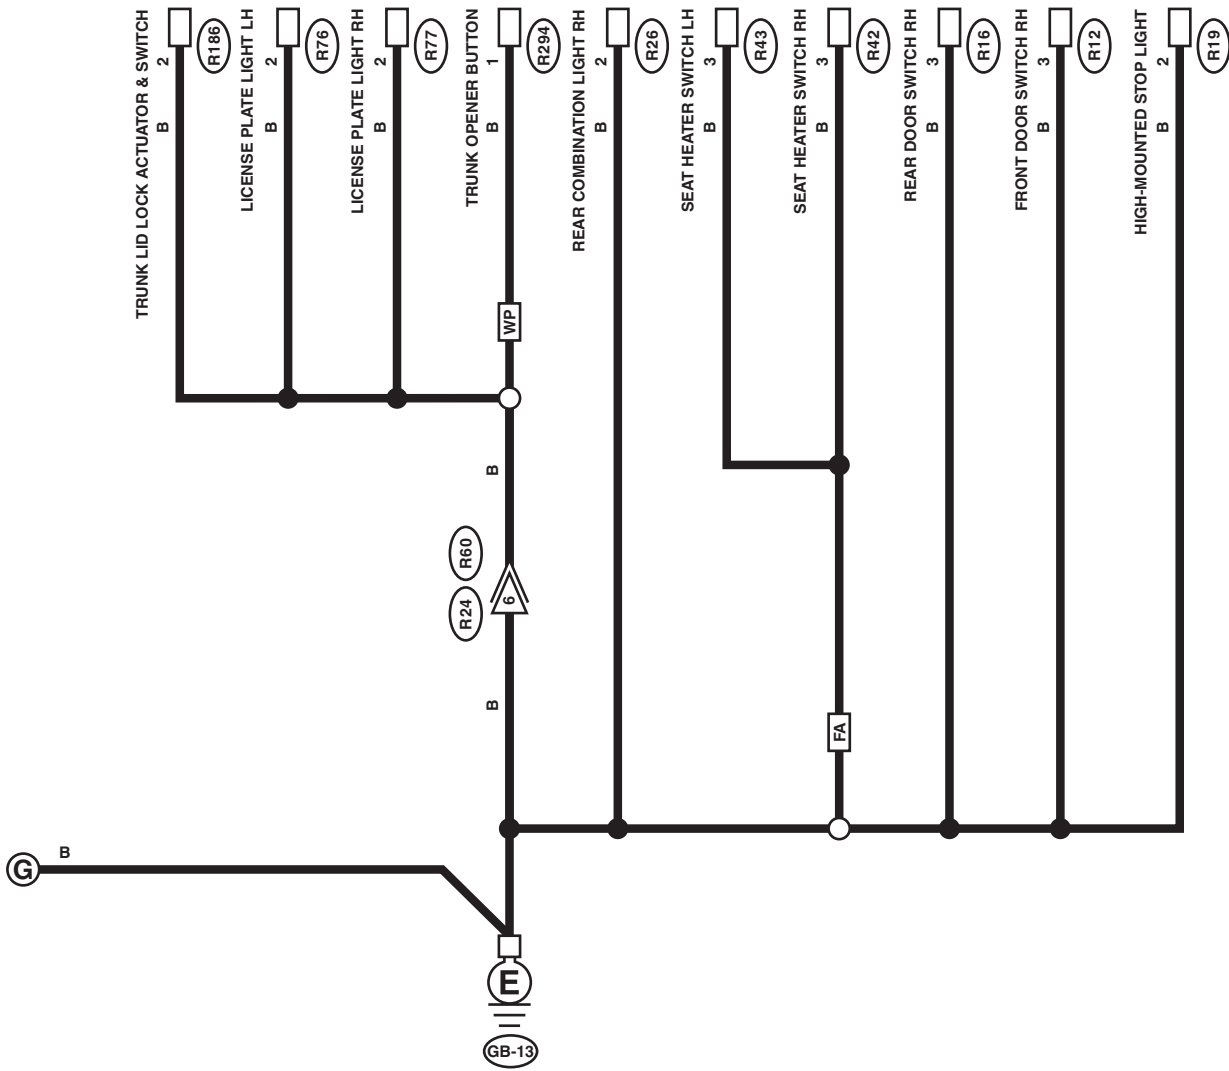 TRUNK LID LOCK ACTUATOR & SWITCH
2
B
R186
LICENSE PLATE LIGHT LH
2
B
R76
LICENSE PLATE LIGHT RH
2
B
R77
TRUNK OPENER BUTTON
1
B
R294
REAR COMBINATION LIGHT RH
2
B
R26
SEAT HEATER SWITCH LH
3
B
R43
SEAT HEATER SWITCH RH
3
B
R42
REAR DOOR SWITCH RH
3
B
R16
FRONT DOOR SWITCH RH
3
B
R12
HIGH-MOUNTED STOP LIGHT
2
B
R19
WP
B
R60
R24
6
B
FA
G
B
E
GB-13